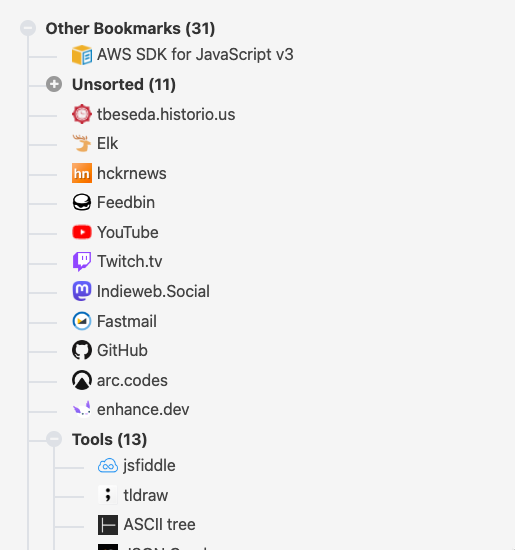 Other Bookmarks (31)
AWS SDK for JavaScript v3
Unsorted (11)
tbeseda.historio.us
Elk
hn hckrnews
Feedbin
YouTube
Twitch.tv
Indieweb.Social
Fastmail
GitHub
arc.codes
enhance.dev
Tools (13)
jsfiddle
tldraw
ASCII tree